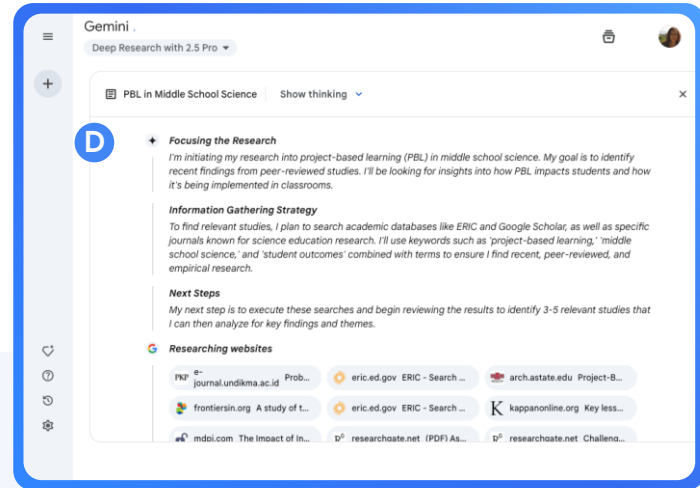 Gemini .
Deep Research with 2.5 Pro
PBL in Middle School Science Show thinking
D
Focusing the Research
I'm initiating my research into project-based learning (PBL) in middle school science. My goal is to identify
recent findings from peer-reviewed studies. I'll be looking for insights into how PBL impacts students and how
it's being implemented in classrooms.
Information Gathering Strategy
To find relevant studies, I plan to search academic databases like ERIC and Google Scholar, as well as specific
journals known for science education research. I'll use keywords such as 'project-based learning,' 'middle
school science,' and 'student outcomes' combined with terms to ensure I find recent, peer-reviewed, and
empirical research.
Next Steps
My next step is to execute these searches and begin reviewing the results to identify 3-5 relevant studies that
I can then analyze for key findings and themes.
Researching websites
PKP e-journal.undikma.ac.id Prob... eric.ed.gov ERIC - Search ... arch.astate.edu Project-B...
frontiersin.org A study of t... eric.ed.gov ERIC - Search ... K kappanonline.org Key less...
mdpi.com The Impact of In... researchgate.net (PDF) As... researchgate.net Challeng...